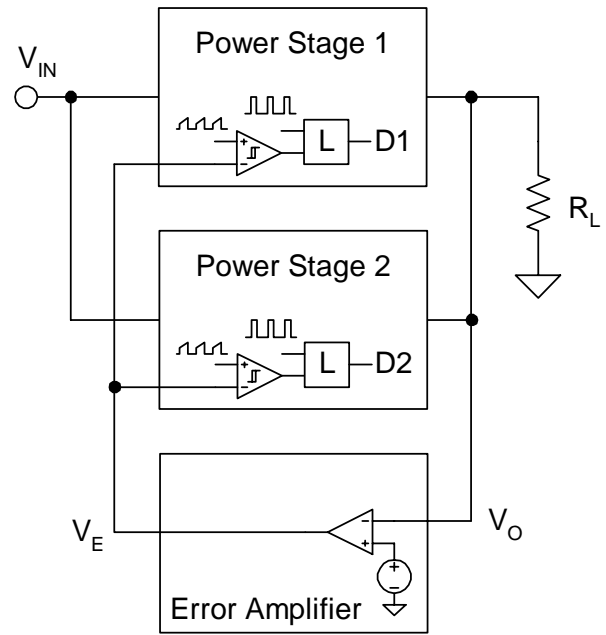 Power Stage 1
V_IN
L
D1
R_L
Power Stage 2
L
D2
V_E
V_O
Error Amplifier